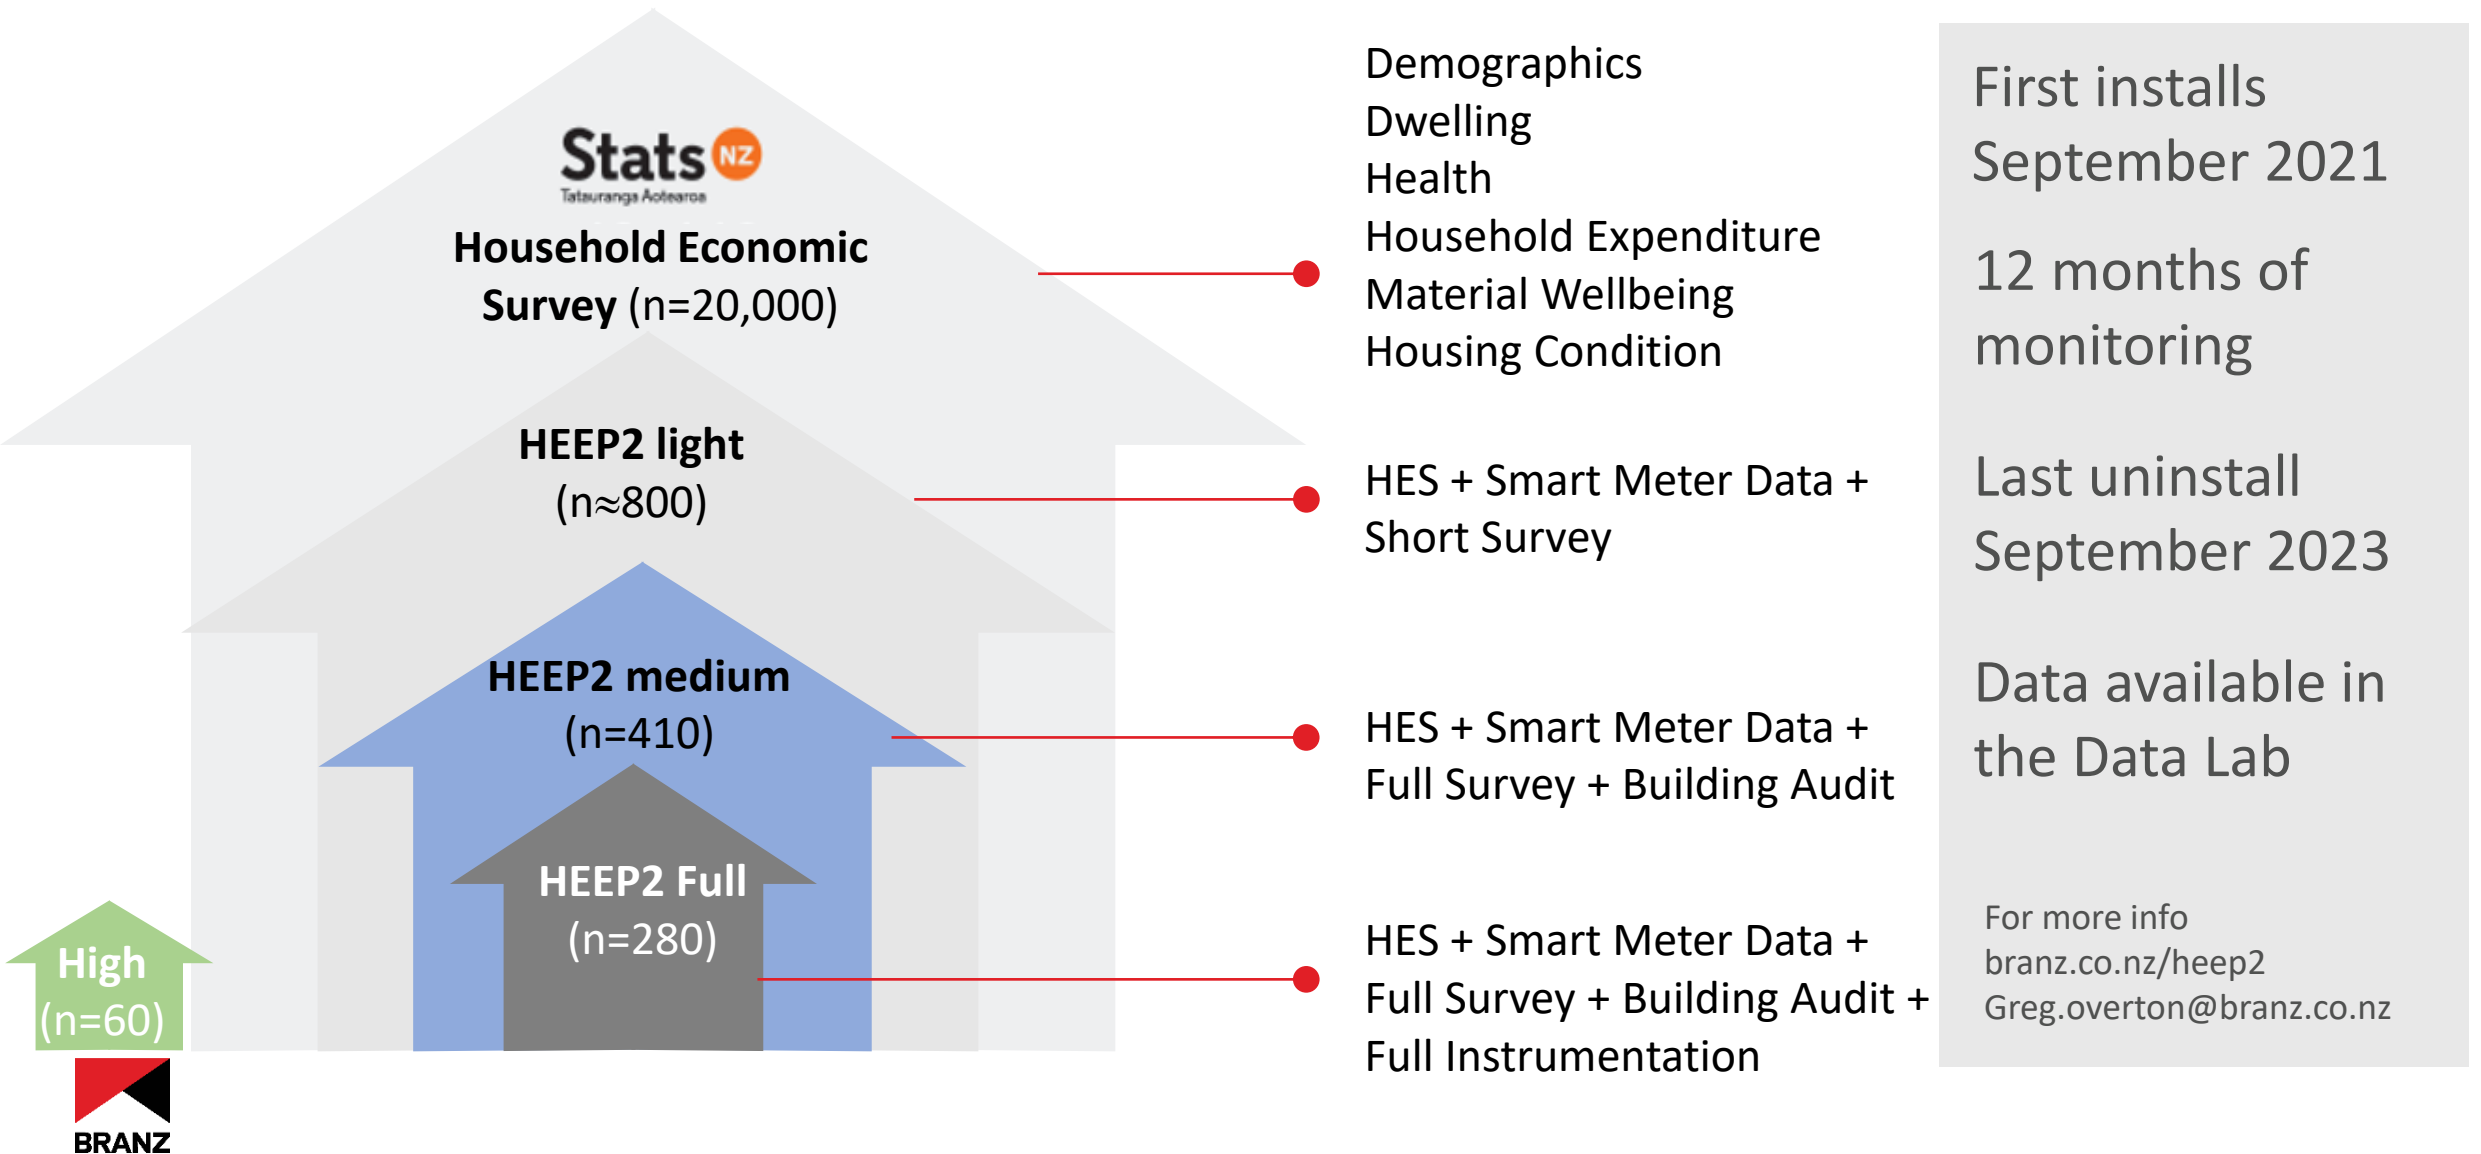 Stats NZ
Tatauranga Aotearoa
Household Economic
Survey (n=20,000)
HEEP2 light
(n≈800)
HEEP2 medium
(n=410)
HEEP2 Full
(n=280)
High
(n=60)
BRANZ
Demographics
Dwelling
Health
Household Expenditure
Material Wellbeing
Housing Condition
HES + Smart Meter Data +
Short Survey
HES + Smart Meter Data +
Full Survey + Building Audit
HES + Smart Meter Data +
Full Survey + Building Audit +
Full Instrumentation
First installs
September 2021
12 months of
monitoring
Last uninstall
September 2023
Data available in
the Data Lab
For more info
branz.co.nz/heep2
Greg.overton@branz.co.nz